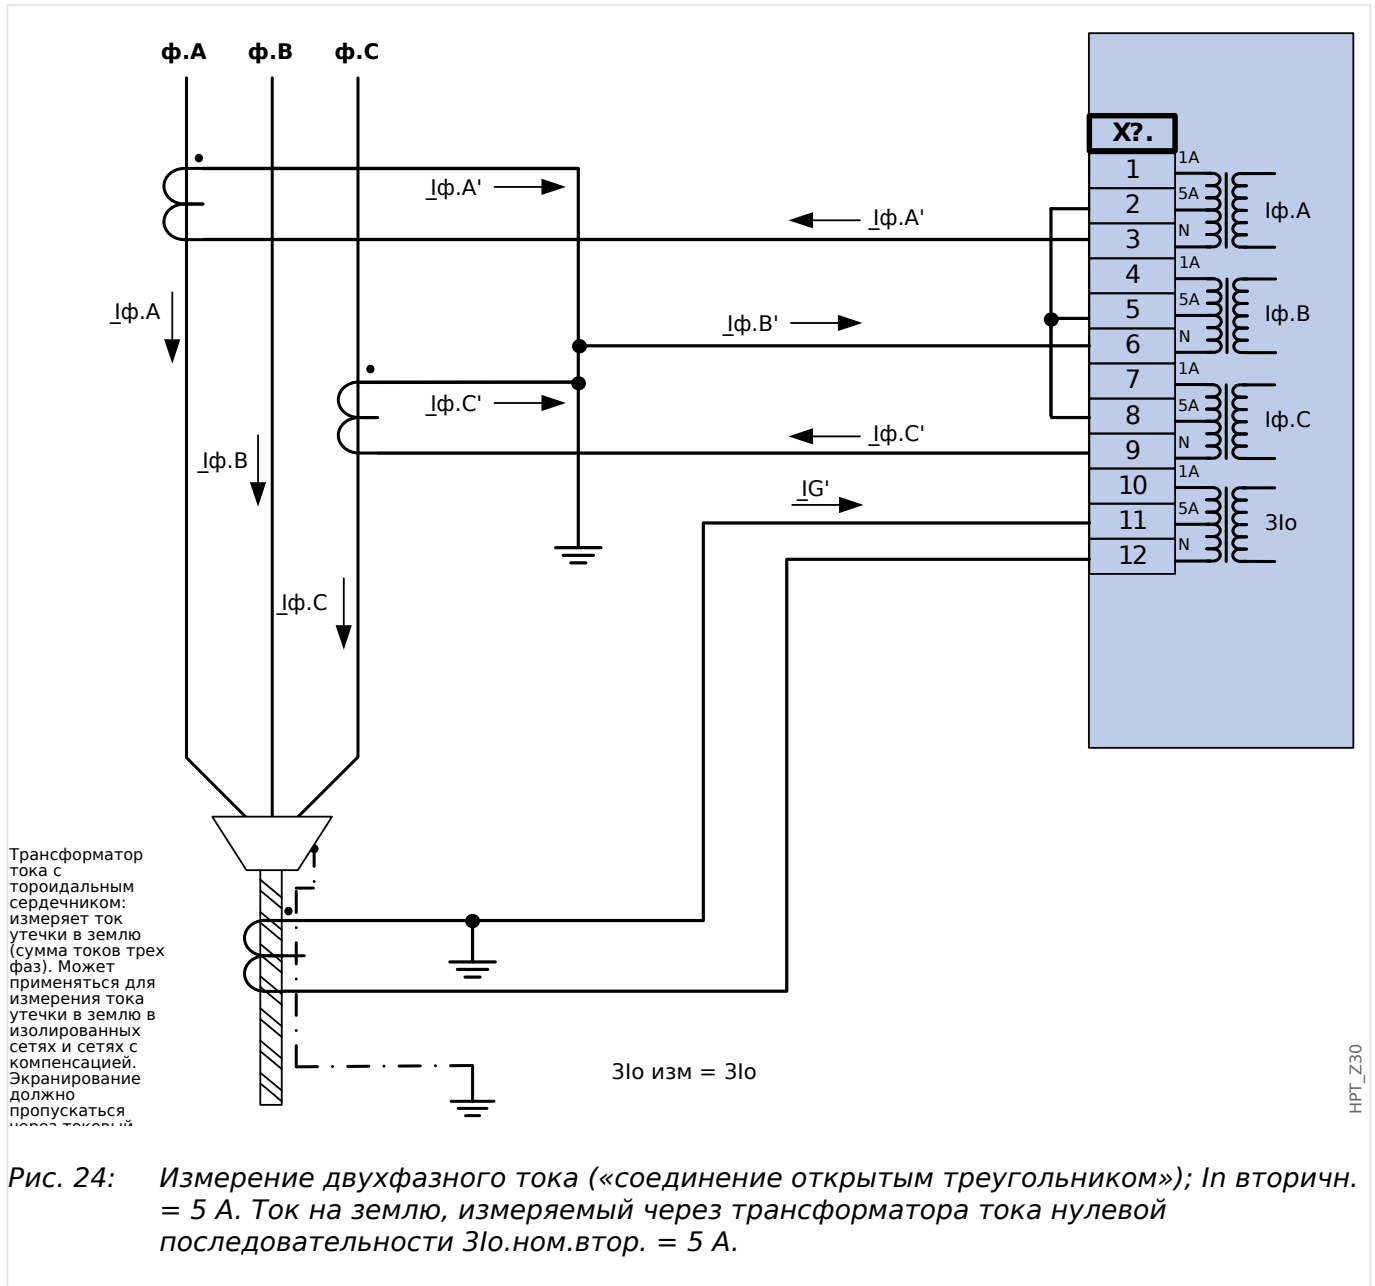 ф.A ф.B ф.C
X?.
1
2
3
4
5
6
7
8
9
10
11
12
1A
5A
N
Iф.A
1A
5A
N
Iф.B
1A
5A
N
Iф.C
1A
5A
N
3Io
_Iф.A'
_Iф.A'
_Iф.A
_Iф.B'
_Iф.C'
_Iф.C'
_Iф.B
_IG'
_Iф.C
Трансформатор
тока с
тороидальным
сердечником:
измеряет ток
утечки в землю
(сумма токов трех
фаз). Может
применяться для
измерения тока
утечки в землю в
изолированных
сетях и сетях с
компенсацией.
Экранирование
должно
пропускаться
через токовый
3Io изм = 3Io
HPT_Z30
Рис. 24: Измерение двухфазного тока («соединение открытым треугольником»); In вторичн.
= 5 A. Ток на землю, измеряемый через трансформатора тока нулевой
последовательности 3Io.ном.втор. = 5 A.